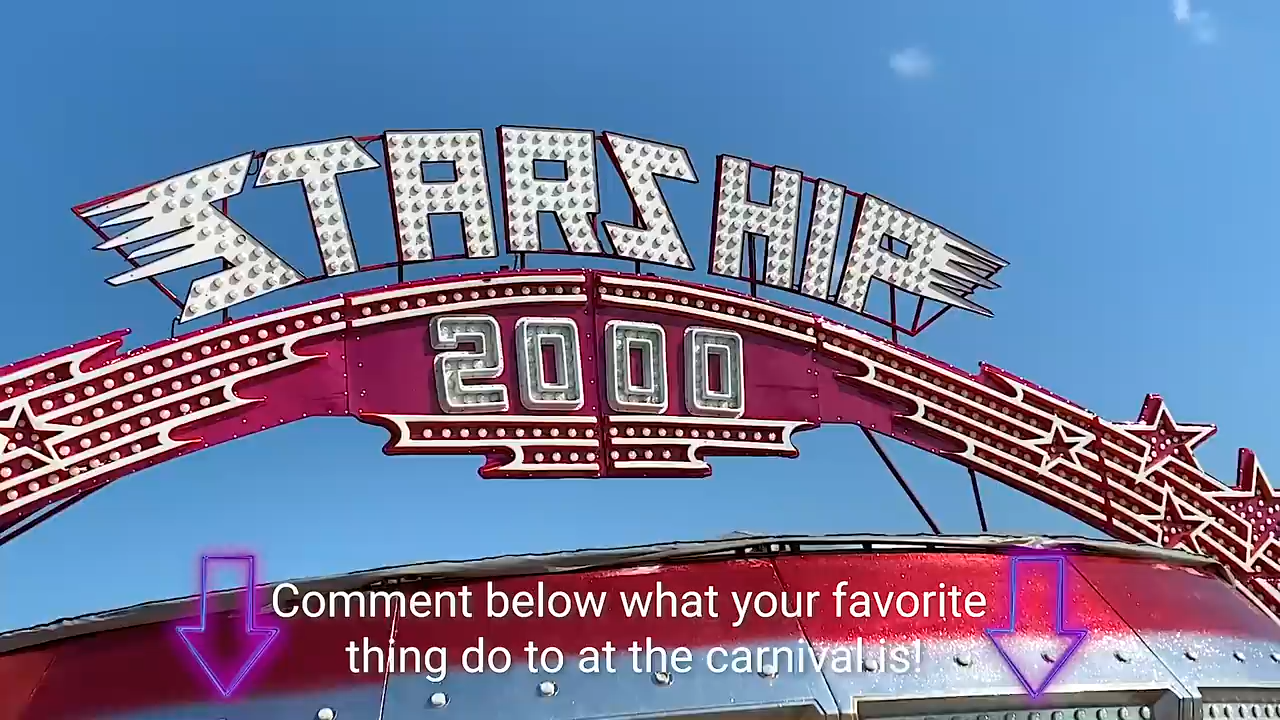 STARSHIP
2000
Comment below what your favorite
thing do to at the carnival is!